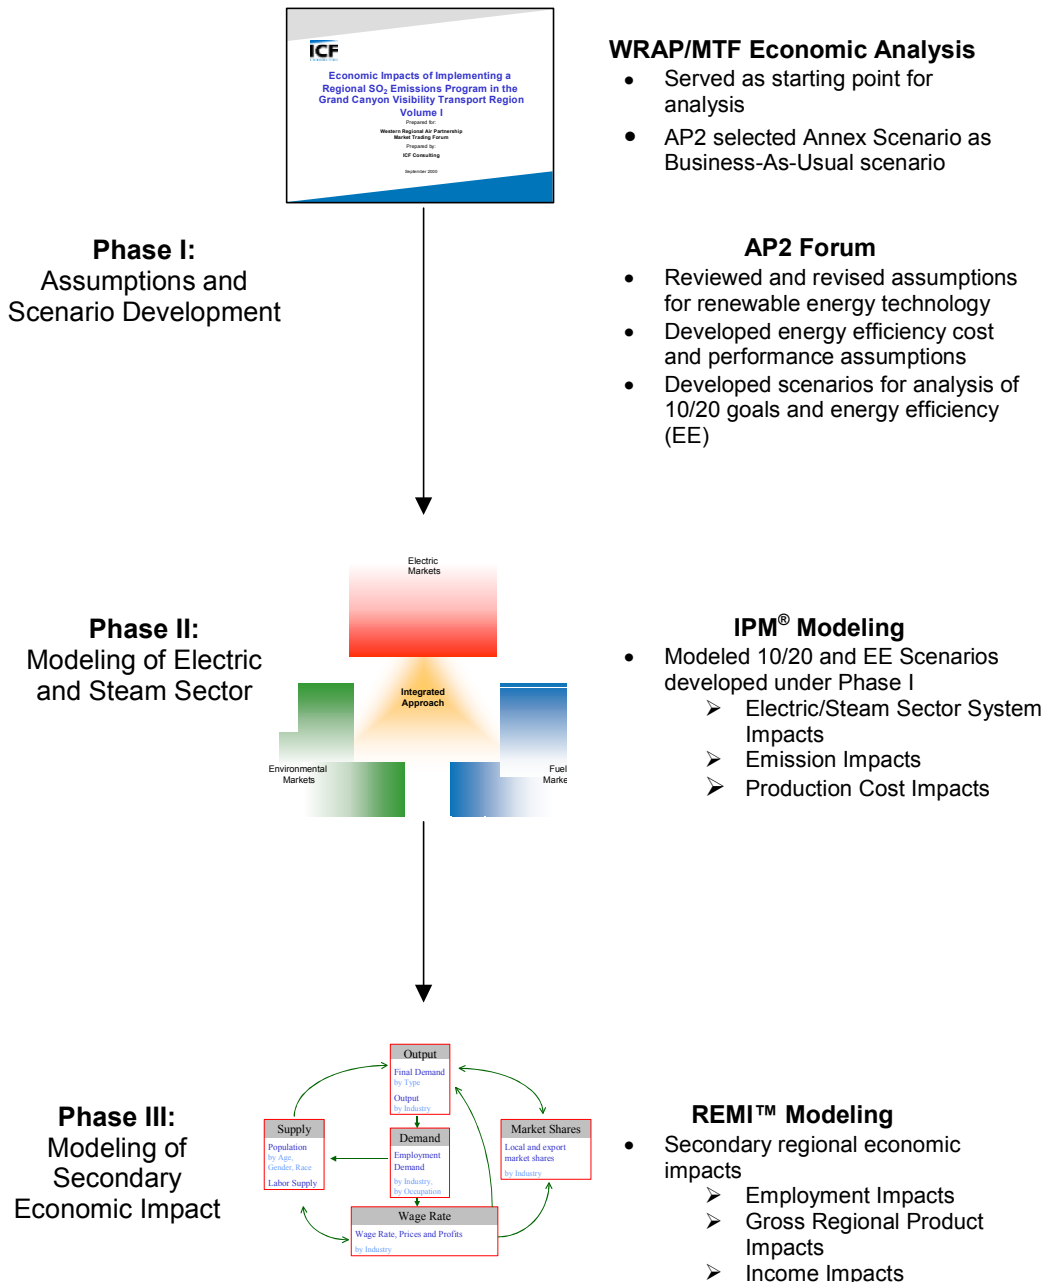 ICF
Economic Impacts of Implementing a
Regional SO₂ Emissions Program in the
Grand Canyon Visibility Transport Region
Volume I
Prepared for:
Western Regional Air Partnership
Market Trading Forum
Prepared by:
ICF Consulting
September 2000
WRAP/MTF Economic Analysis
• Served as starting point for
analysis
• AP2 selected Annex Scenario as
Business-As-Usual scenario
Phase I:
Assumptions and
Scenario Development
AP2 Forum
• Reviewed and revised assumptions
for renewable energy technology
• Developed energy efficiency cost
and performance assumptions
• Developed scenarios for analysis of
10/20 goals and energy efficiency
(EE)
Phase II:
Modeling of Electric
and Steam Sector
Electric
Markets
Integrated
Approach
Environmental
Markets
Fuel
Marke
IPM® Modeling
• Modeled 10/20 and EE Scenarios
developed under Phase I
➢ Electric/Steam Sector System
Impacts
➢ Emission Impacts
➢ Production Cost Impacts
Phase III:
Modeling of
Secondary
Economic Impact
Output
Final Demand
by Type
Output
by Industry
Supply
Population
by Age,
Gender, Race
Labor Supply
Demand
Employment
Demand
by Industry,
by Occupation
Market Shares
Local and export
market shares
by Industry
Wage Rate
Wage Rate, Prices and Profits
by Industry
REMI™ Modeling
• Secondary regional economic
impacts
➢ Employment Impacts
➢ Gross Regional Product
Impacts
➢ Income Impacts